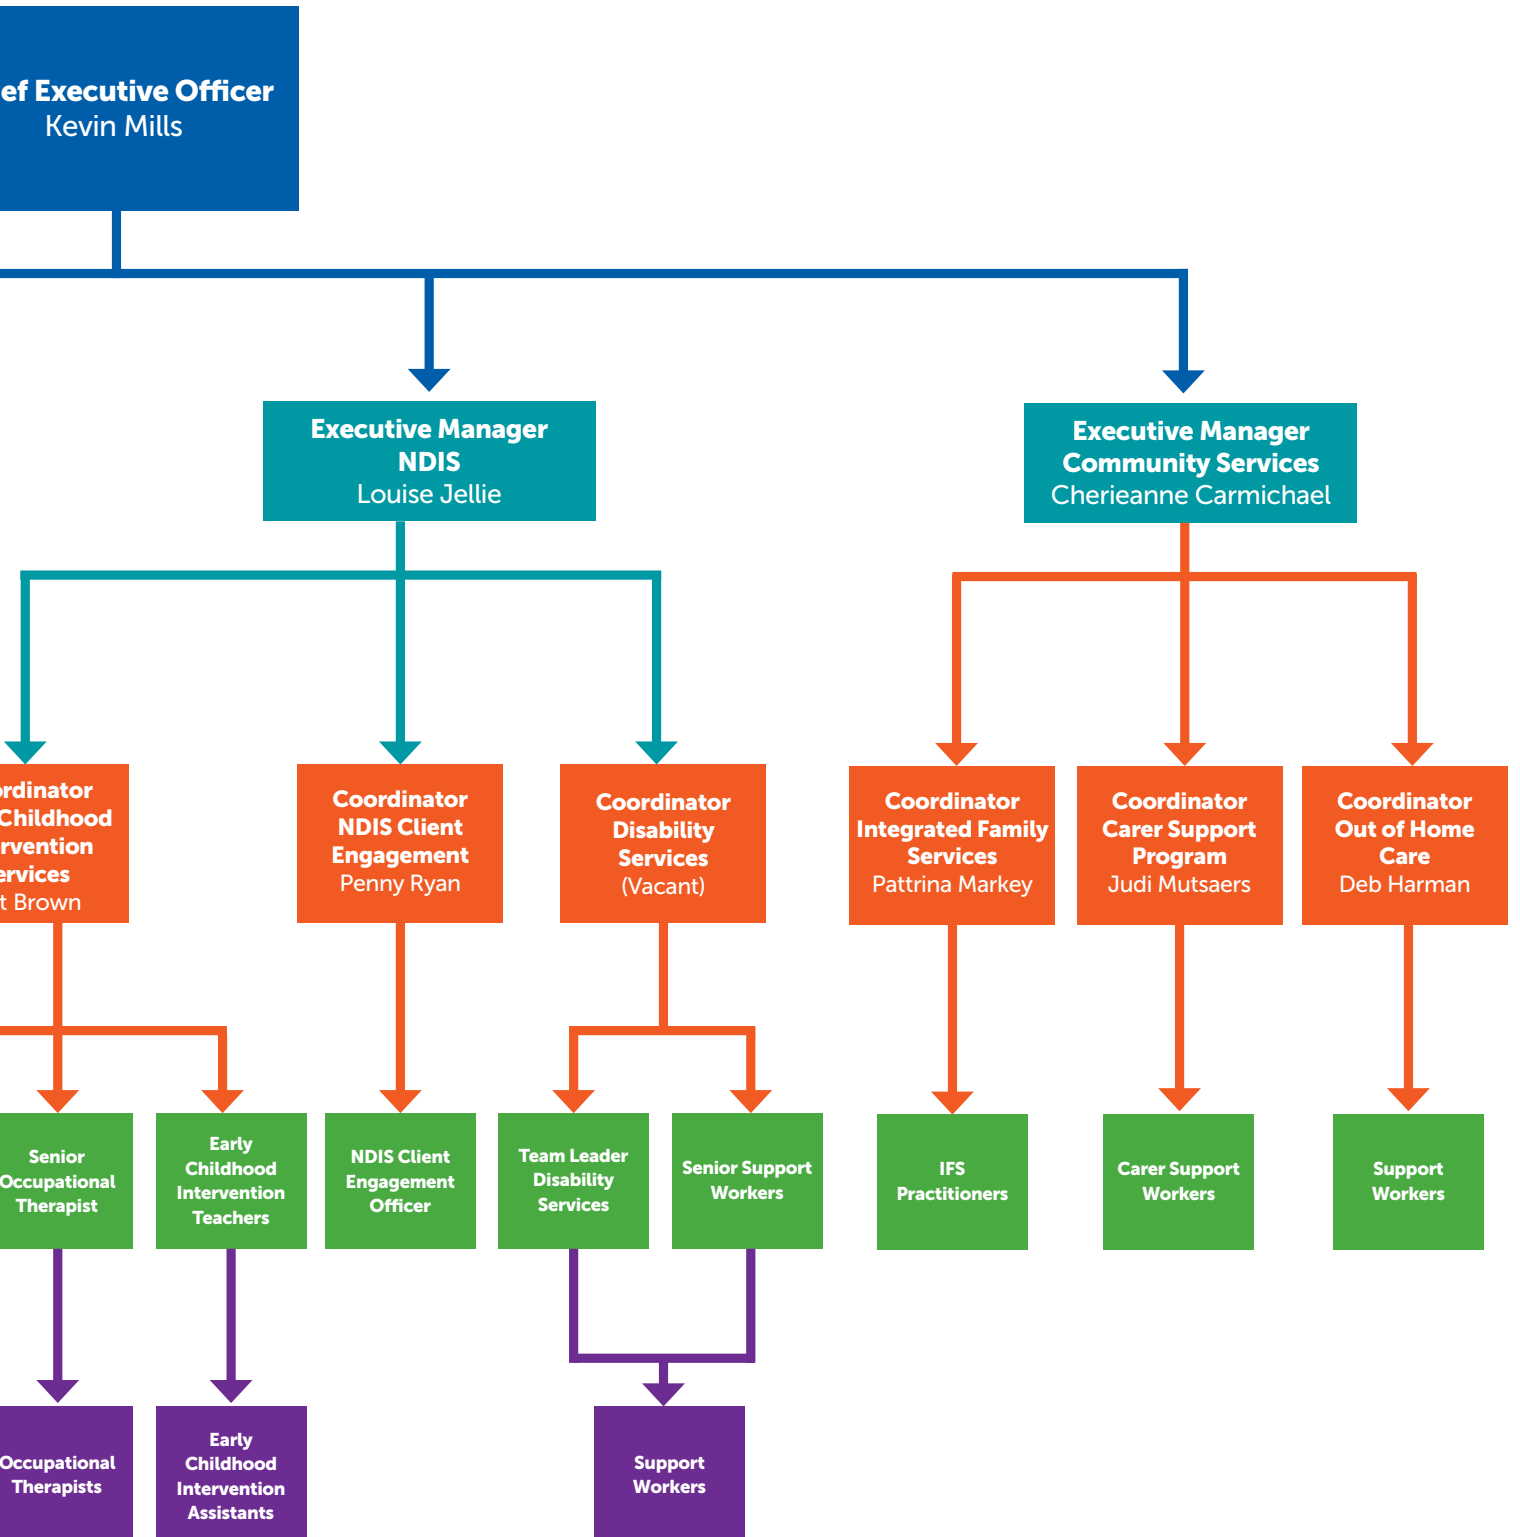 Executive Officer
Kevin Mills
Executive Manager
NDIS
Louise Jellie
Executive Manager
Community Services
Cherieanne Carmichael
Childhood
Brown
Coordinator
NDIS Client
Engagement
Penny Ryan
Coordinator
Disability
Services
(Vacant)
Coordinator
Integrated Family
Services
Pattrina Markey
Coordinator
Carer Support
Program
Judi Mutsaers
Coordinator
Out of Home
Care
Deb Harman
Senior
Occupational
Therapist
Early
Childhood
Intervention
Teachers
NDIS Client
Engagement
Officer
Team Leader
Disability
Services
Senior Support
Workers
IFS
Practitioners
Carer Support
Workers
Support
Workers
Occupational
Therapists
Early
Childhood
Intervention
Assistants
Support
Workers